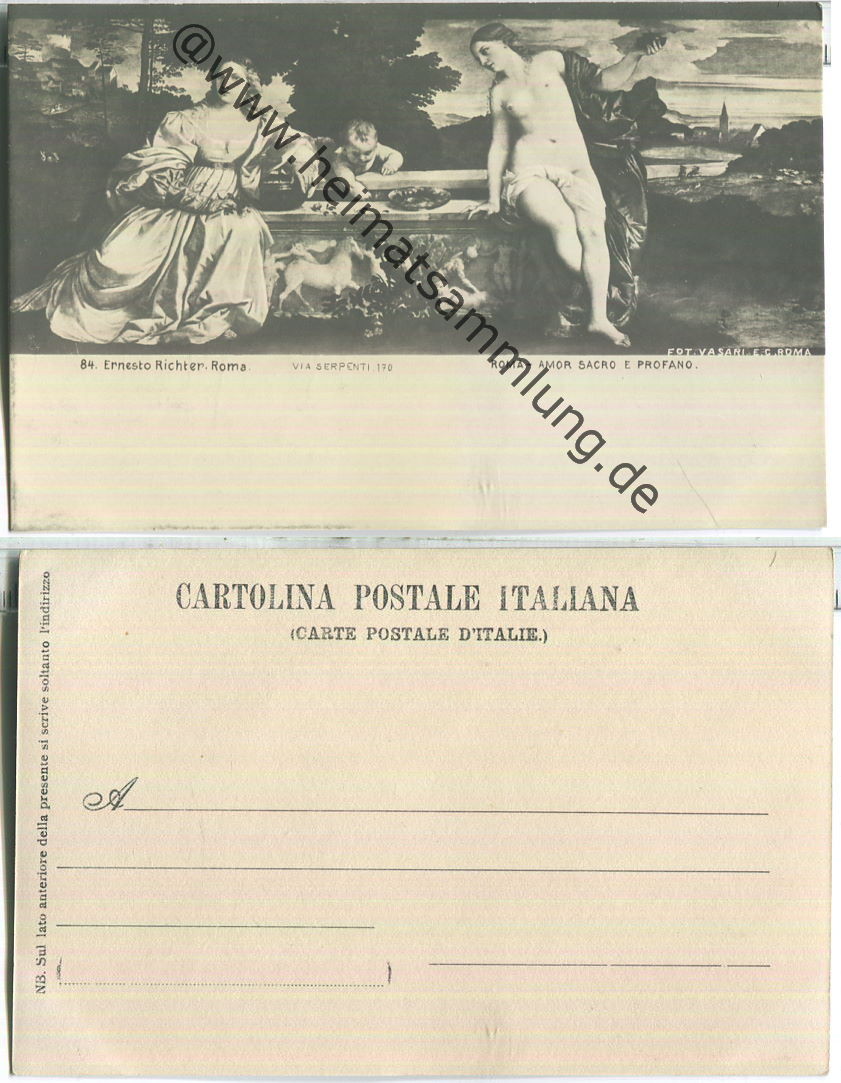 @www.heimatsammlung.de
FOT. VASARI. E.C. ROMA
84. Ernesto Richter. Roma. VIA SERPENTI. 170 ROMA - AMOR SACRO E PROFANO.
CARTOLINA POSTALE ITALIANA
(CARTE POSTALE D'ITALIE.)
NB. Sul lato anteriore della presente si scrive soltanto l'indirizzo
A